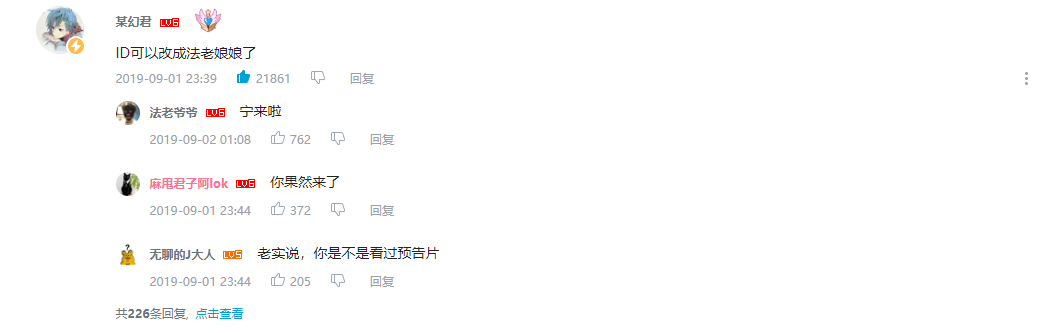 某幻君 LV6
ID可以改成法老娘娘了
2019-09-01 23:39 21861 回复
法老爷爷 LV6 宁来啦
2019-09-02 01:08 762 回复
麻甩君子阿lok LV6 你果然来了
2019-09-01 23:44 372 回复
无聊的J大人 LV5 老实说，你是不是看过预告片
2019-09-01 23:44 205 回复
共226条回复, 点击查看